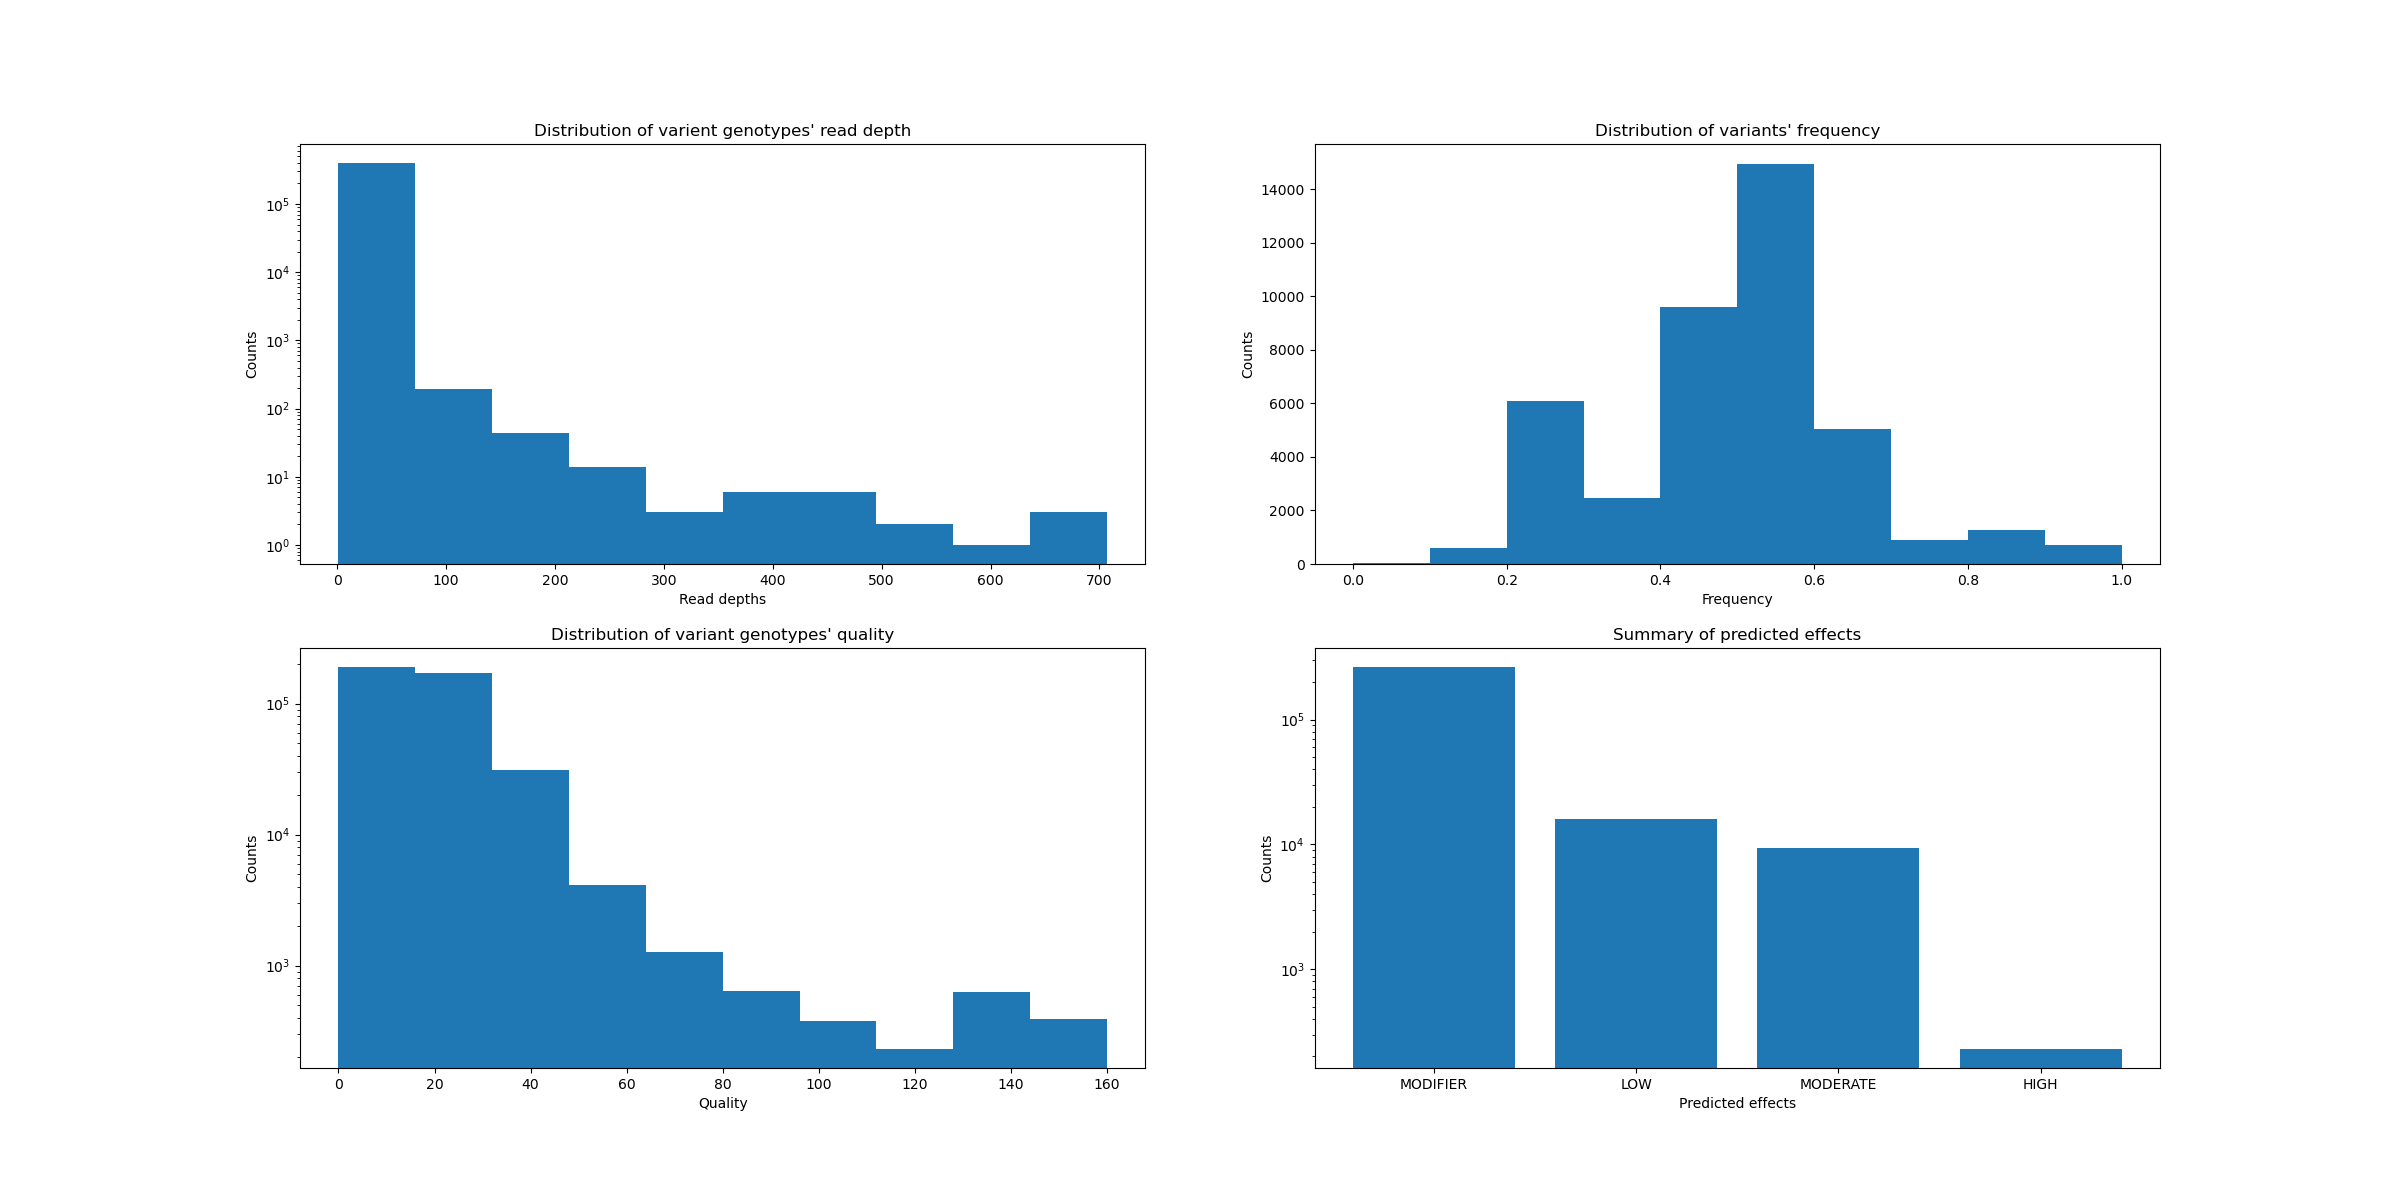 Distribution of varient genotypes' read depth
Counts
10^5
10^4
10^3
10^2
10^1
10^0
0 100 200 300 400 500 600 700
Read depths
Distribution of variants' frequency
Counts
14000
12000
10000
8000
6000
4000
2000
0
0.0 0.2 0.4 0.6 0.8 1.0
Frequency
Distribution of variant genotypes' quality
Counts
10^5
10^4
10^3
0 20 40 60 80 100 120 140 160
Quality
Summary of predicted effects
Counts
10^5
10^4
10^3
MODIFIER LOW MODERATE HIGH
Predicted effects